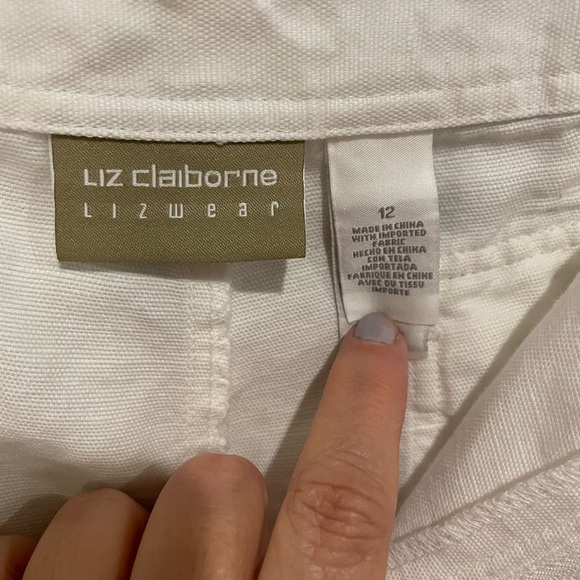 LIZ claiborne
LIZwear
12
MADE IN CHINA
WITH IMPORTED
FABRIC
HECHO EN CHINA
CON TELA
IMPORTADA
FABRIQUE EN CHINE
AVEC DU TISSU
IMPORTE